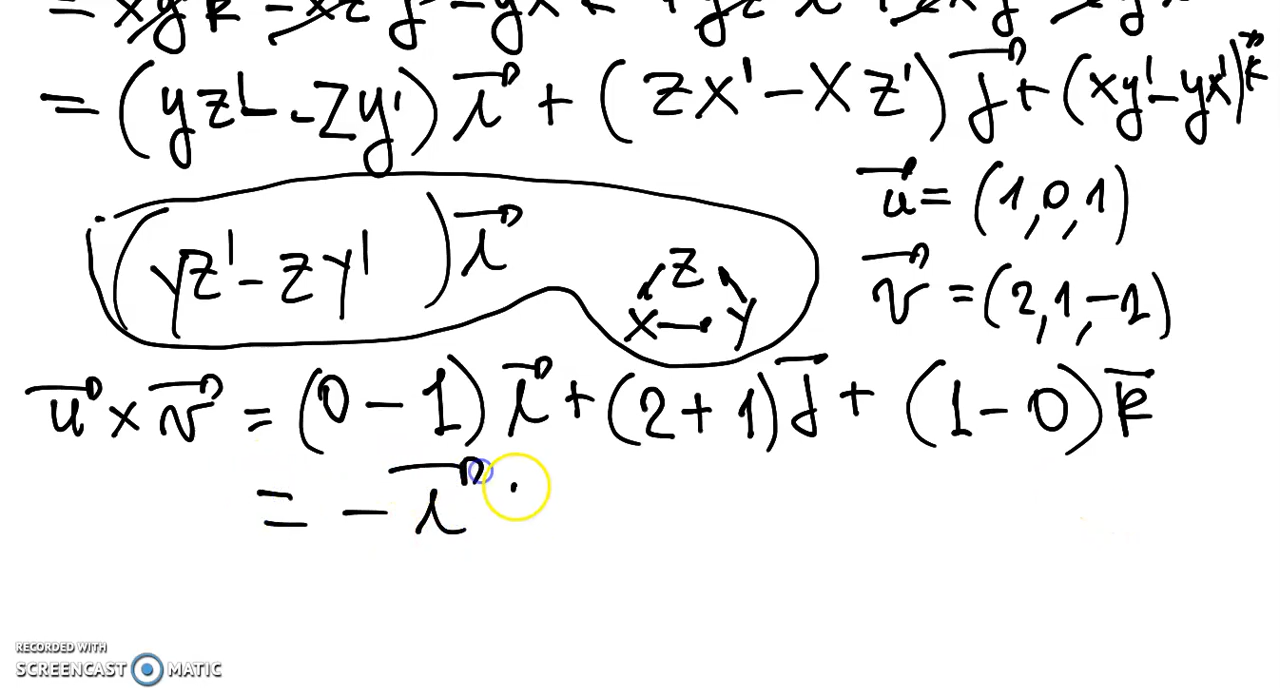 = (yz' - zy') i⃗ + (zx' - xz') j⃗ + (xy' - yx') k⃗
u⃗ = (1, 0, 1)
(yz' - zy') i⃗
z
x → y
v⃗ = (2, 1, -1)
u⃗ × v⃗ = (0 - 1) i⃗ + (2 + 1) j⃗ + (1 - 0) k⃗
= - i⃗
RECORDED WITH
SCREENCAST MATIC